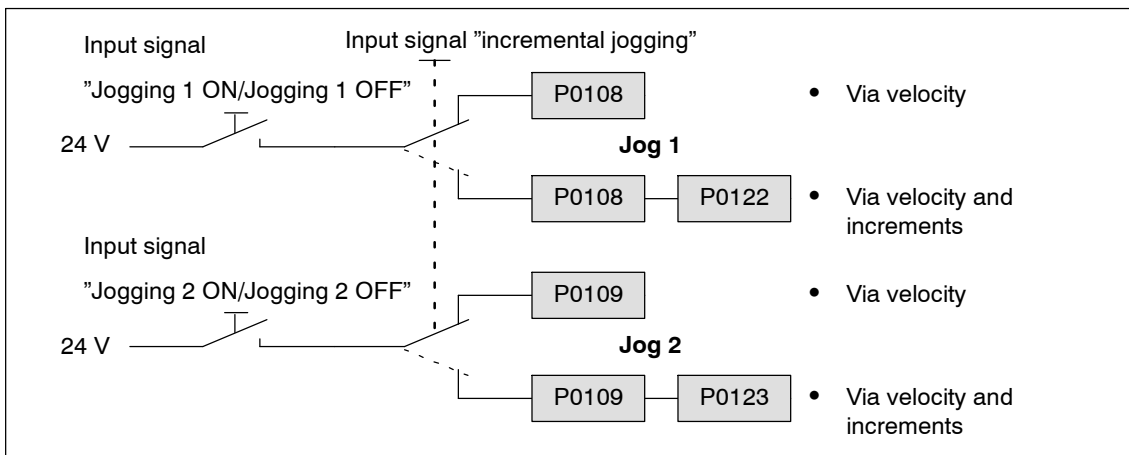 Input signal
Input signal ”incremental jogging”
”Jogging 1 ON/Jogging 1 OFF”
P0108
• Via velocity
24 V
Jog 1
P0108
P0122
• Via velocity and
increments
Input signal
”Jogging 2 ON/Jogging 2 OFF”
P0109
• Via velocity
24 V
Jog 2
P0109
P0123
• Via velocity and
increments